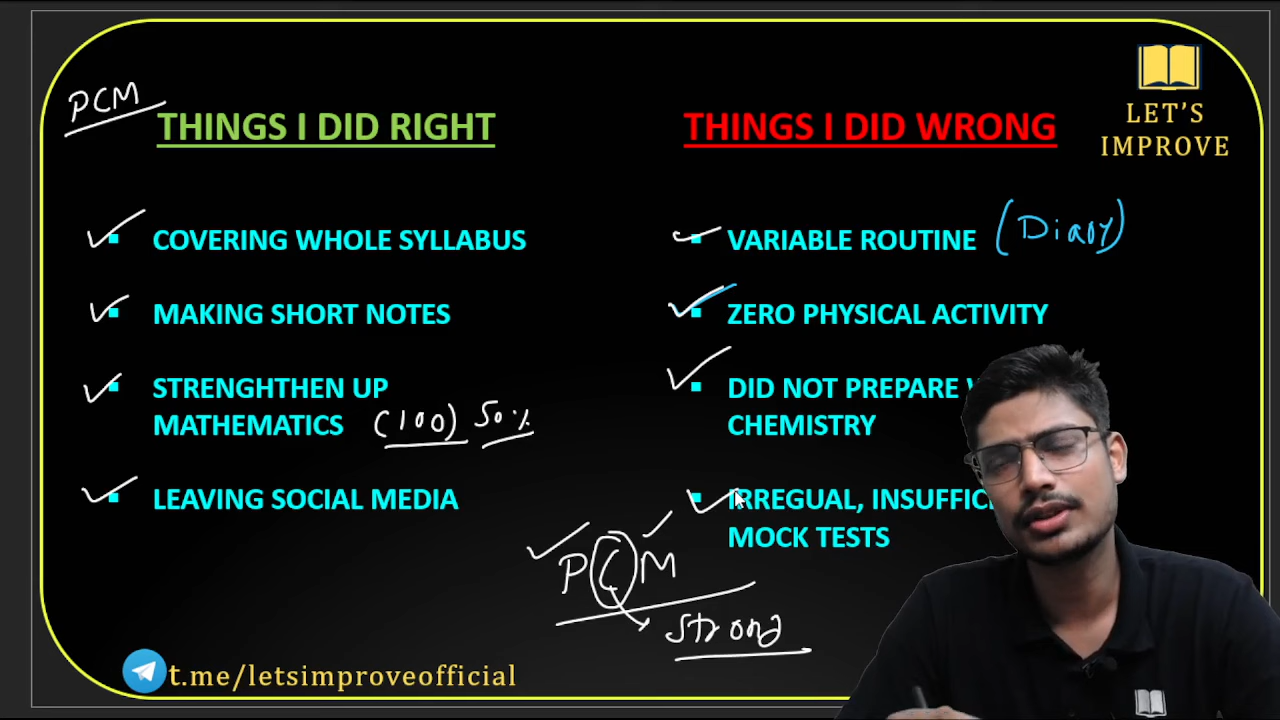 PCM
THINGS I DID RIGHT
THINGS I DID WRONG
LET'S
IMPROVE
COVERING WHOLE SYLLABUS
MAKING SHORT NOTES
STRENGHTHEN UP
MATHEMATICS (100) 50%
LEAVING SOCIAL MEDIA
VARIABLE ROUTINE (Diary)
ZERO PHYSICAL ACTIVITY
DID NOT PREPARE
CHEMISTRY
IRREGUAL,
MOCK TESTS
PCM
strong
t.me/letsimproveofficial